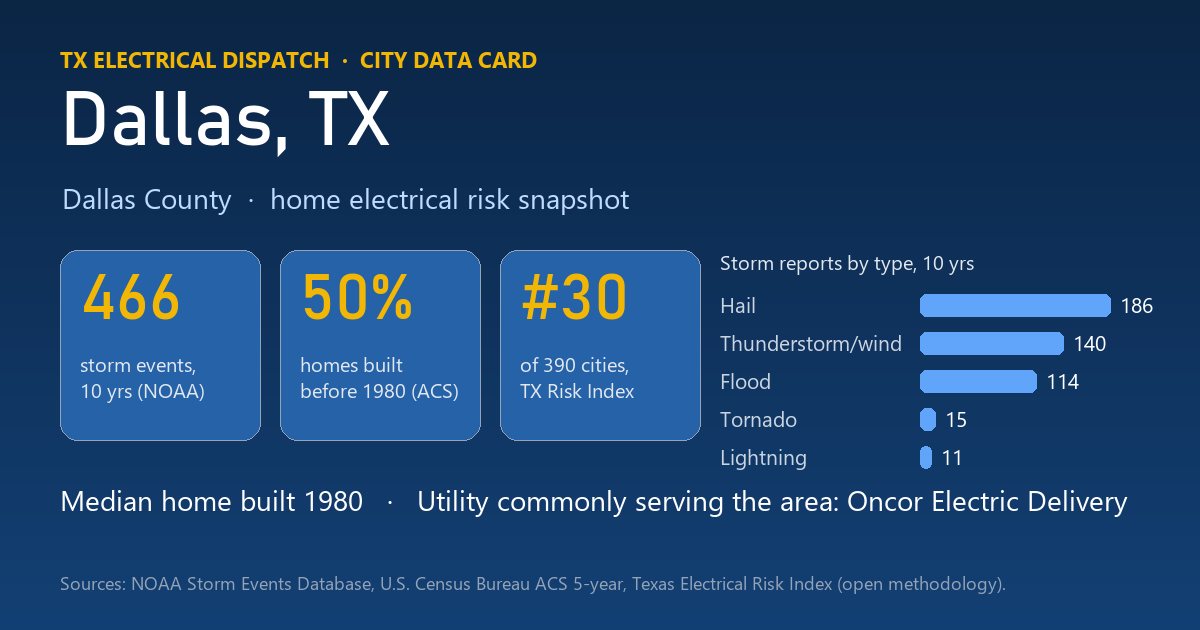 TX ELECTRICAL DISPATCH · CITY DATA CARD
Dallas, TX
Dallas County · home electrical risk snapshot
466
storm events,
10 yrs (NOAA)
50%
homes built
before 1980 (ACS)
#30
of 390 cities,
TX Risk Index
Storm reports by type, 10 yrs
Hail 186
Thunderstorm/wind 140
Flood 114
Tornado 15
Lightning 11
Median home built 1980 · Utility commonly serving the area: Oncor Electric Delivery
Sources: NOAA Storm Events Database, U.S. Census Bureau ACS 5-year, Texas Electrical Risk Index (open methodology).